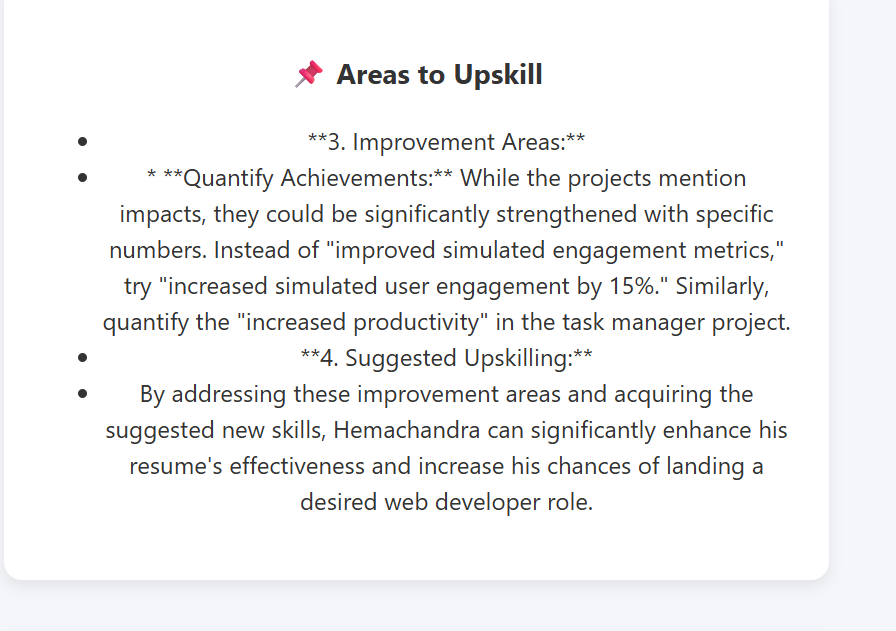 📌 Areas to Upskill
• **3. Improvement Areas:**
• * **Quantify Achievements:** While the projects mention
impacts, they could be significantly strengthened with specific
numbers. Instead of "improved simulated engagement metrics,"
try "increased simulated user engagement by 15%." Similarly,
quantify the "increased productivity" in the task manager project.
• **4. Suggested Upskilling:**
• By addressing these improvement areas and acquiring the
suggested new skills, Hemachandra can significantly enhance his
resume's effectiveness and increase his chances of landing a
desired web developer role.